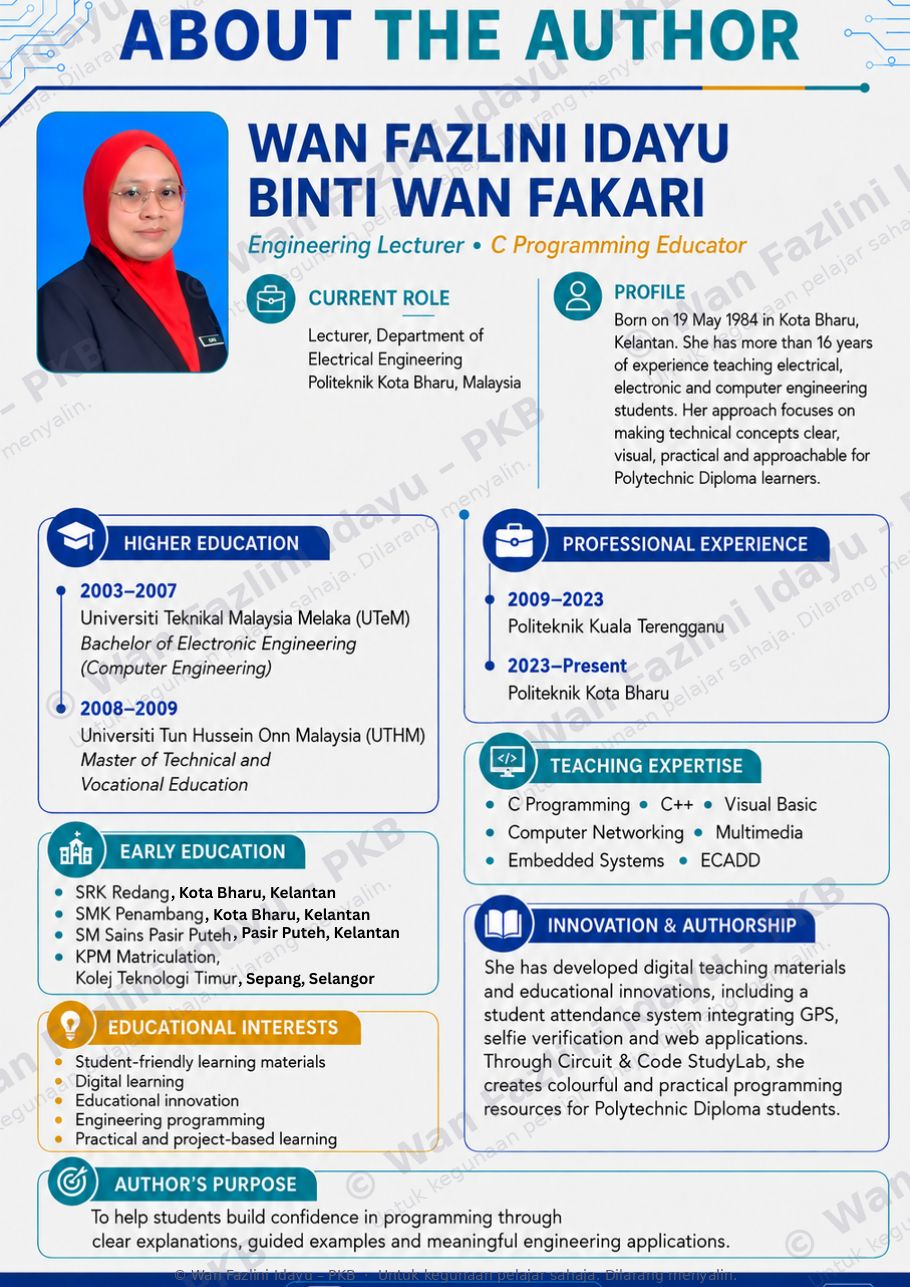 ABOUT THE AUTHOR
WAN FAZLINI IDAYU
BINTI WAN FAKARI
Engineering Lecturer • C Programming Educator
CURRENT ROLE
Lecturer, Department of
Electrical Engineering
Politeknik Kota Bharu, Malaysia
PROFILE
Born on 19 May 1984 in Kota Bharu,
Kelantan. She has more than 16 years
of experience teaching electrical,
electronic and computer engineering
students. Her approach focuses on
making technical concepts clear,
visual, practical and approachable for
Polytechnic Diploma learners.
HIGHER EDUCATION
2003–2007
Universiti Teknikal Malaysia Melaka (UTeM)
Bachelor of Electronic Engineering
(Computer Engineering)
2008–2009
Universiti Tun Hussein Onn Malaysia (UTHM)
Master of Technical and
Vocational Education
EARLY EDUCATION
• SRK Redang, Kota Bharu, Kelantan
• SMK Penambang, Kota Bharu, Kelantan
• SM Sains Pasir Puteh, Pasir Puteh, Kelantan
• KPM Matriculation,
Kolej Teknologi Timur, Sepang, Selangor
EDUCATIONAL INTERESTS
• Student-friendly learning materials
• Digital learning
• Educational innovation
• Engineering programming
• Practical and project-based learning
PROFESSIONAL EXPERIENCE
2009–2023
Politeknik Kuala Terengganu
2023–Present
Politeknik Kota Bharu
TEACHING EXPERTISE
</>
• C Programming • C++ • Visual Basic
• Computer Networking • Multimedia
• Embedded Systems • ECADD
INNOVATION & AUTHORSHIP
She has developed digital teaching materials
and educational innovations, including a
student attendance system integrating GPS,
selfie verification and web applications.
Through Circuit & Code StudyLab, she
creates colourful and practical programming
resources for Polytechnic Diploma students.
AUTHOR'S PURPOSE
To help students build confidence in programming through
clear explanations, guided examples and meaningful engineering applications.
© Wan Fazlini Idayu – PKB · Untuk kegunaan pelajar sahaja. Dilarang menyalin.
© Wan Fazlini Idayu – PKB
Untuk kegunaan pelajar sahaja. Dilarang menyalin.